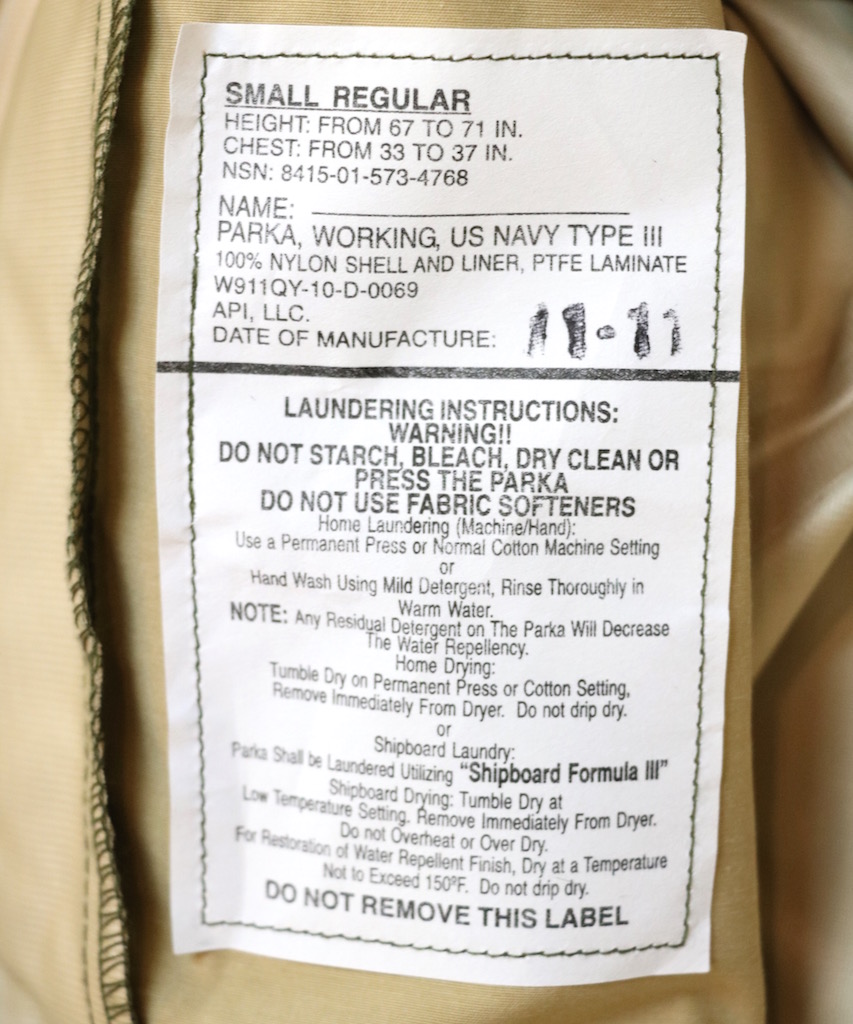 SMALL REGULAR
HEIGHT: FROM 67 TO 71 IN.
CHEST: FROM 33 TO 37 IN.
NSN: 8415-01-573-4768
NAME:
PARKA, WORKING, US NAVY TYPE III
100% NYLON SHELL AND LINER, PTFE LAMINATE
W911QY-10-D-0069
API, LLC.
DATE OF MANUFACTURE: 11-11
LAUNDERING INSTRUCTIONS:
WARNING!!
DO NOT STARCH, BLEACH, DRY CLEAN OR
PRESS THE PARKA
DO NOT USE FABRIC SOFTENERS
Home Laundering (Machine/Hand):
Use a Permanent Press or Normal Cotton Machine Setting
or
Hand Wash Using Mild Detergent, Rinse Thoroughly in
Warm Water.
NOTE: Any Residual Detergent on The Parka Will Decrease
The Water Repellency.
Home Drying:
Tumble Dry on Permanent Press or Cotton Setting,
Remove Immediately From Dryer. Do not drip dry.
or
Shipboard Laundry:
Parka Shall be Laundered Utilizing "Shipboard Formula III"
Shipboard Drying: Tumble Dry at
Low Temperature Setting. Remove Immediately From Dryer.
Do not Overheat or Over Dry.
For Restoration of Water Repellent Finish, Dry at a Temperature
Not to Exceed 150ºF. Do not drip dry.
DO NOT REMOVE THIS LABEL